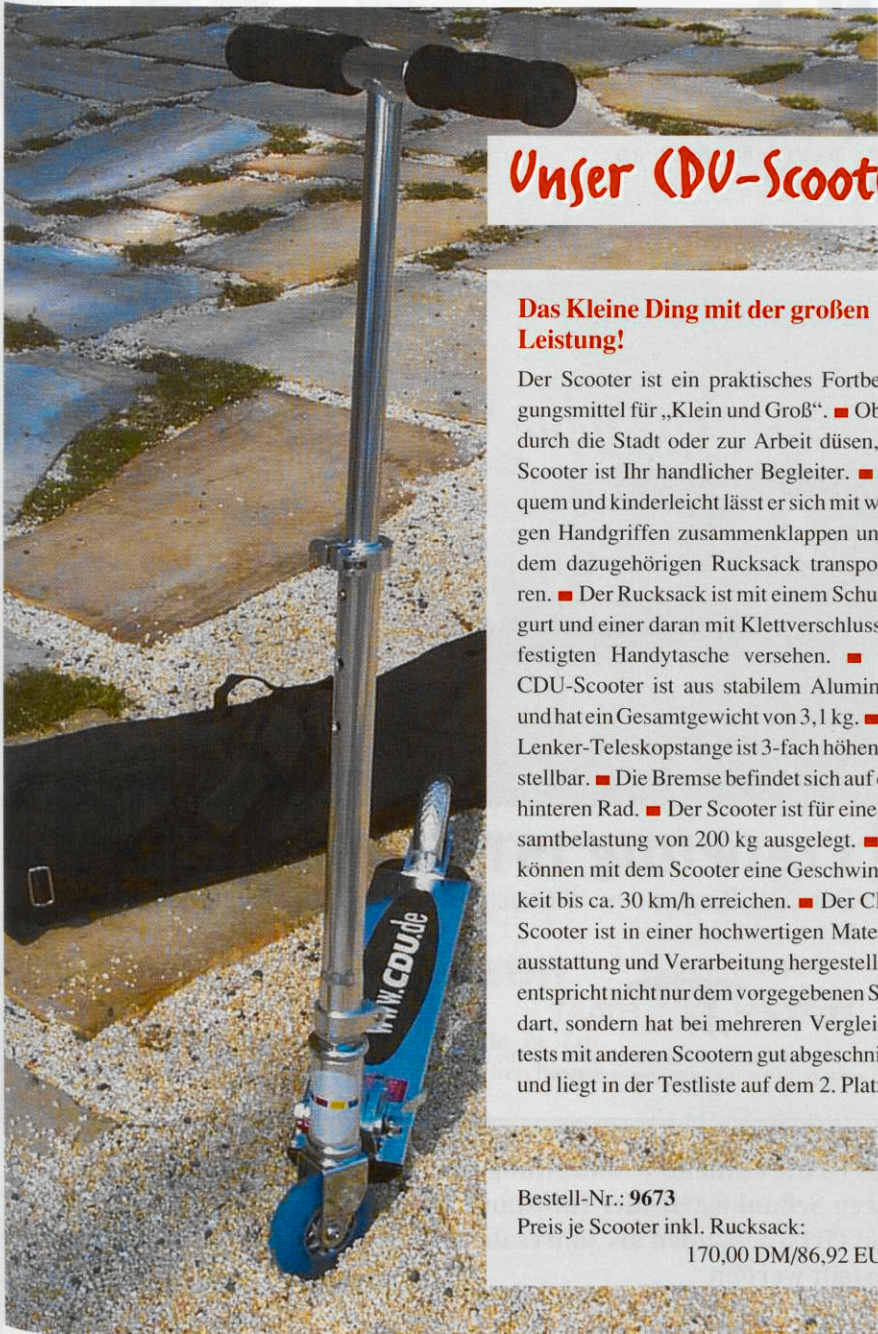 Unser CDU-Scoot
Das Kleine Ding mit der großen
Leistung!
Der Scooter ist ein praktisches Fortbe
gungsmittel für „Klein und Groß“. ■ Ob
durch die Stadt oder zur Arbeit düsen,
Scooter ist Ihr handlicher Begleiter. ■
quem und kinderleicht lässt er sich mit w
gen Handgriffen zusammenklappen un
dem dazugehörigen Rucksack transpo
ren. ■ Der Rucksack ist mit einem Schu
gurt und einer daran mit Klettverschluss
festigten Handytasche versehen. ■
CDU-Scooter ist aus stabilem Alumin
und hat ein Gesamtgewicht von 3,1 kg. ■
Lenker-Teleskopstange ist 3-fach höhen
stellbar. ■ Die Bremse befindet sich auf
hinteren Rad. ■ Der Scooter ist für eine
samtbelastung von 200 kg ausgelegt. ■
können mit dem Scooter eine Geschwin
keit bis ca. 30 km/h erreichen. ■ Der CD
Scooter ist in einer hochwertigen Mate
ausstattung und Verarbeitung hergestell
entspricht nicht nur dem vorgegebenen S
dart, sondern hat bei mehreren Verglei
tests mit anderen Scootern gut abgeschni
und liegt in der Testliste auf dem 2. Platz
www.CDU.de
Bestell-Nr.: 9673
Preis je Scooter inkl. Rucksack:
170,00 DM/86,92 EU